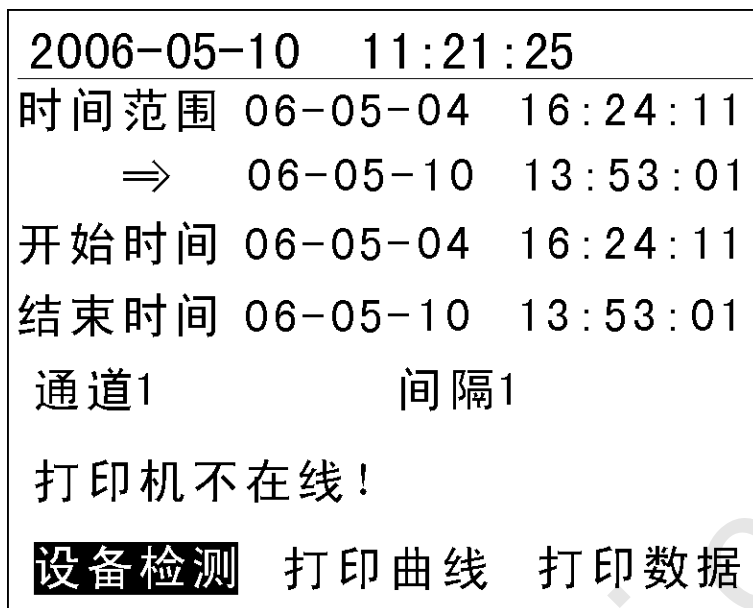 2006-05-10 11:21:25
时间范围 06-05-04 16:24:11
⇒ 06-05-10 13:53:01
开始时间 06-05-04 16:24:11
结束时间 06-05-10 13:53:01
通道1 间隔1
打印机不在线！
设备检测 打印曲线 打印数据